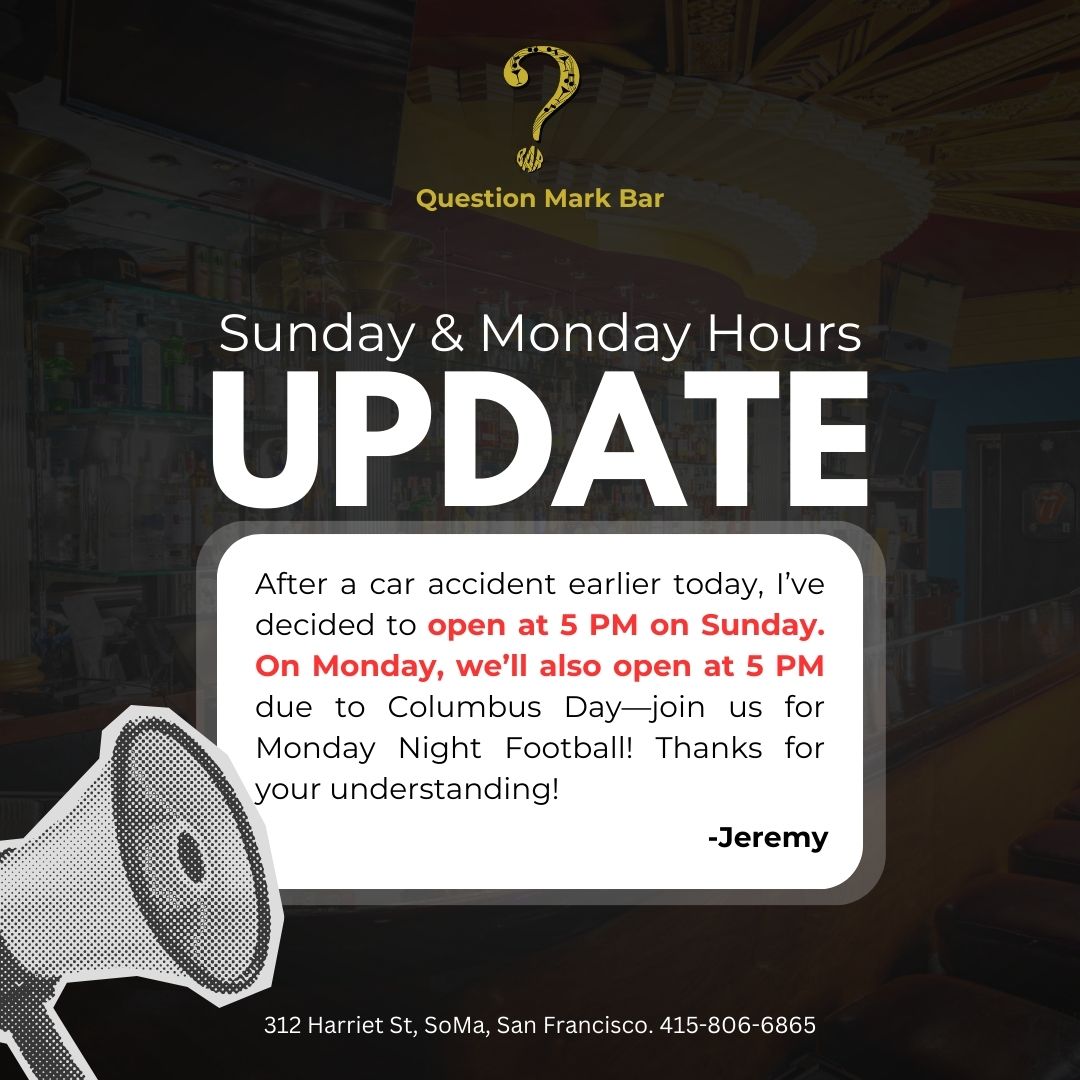 BAR
Question Mark Bar
Sunday & Monday Hours
UPDATE
After a car accident earlier today, I’ve
decided to open at 5 PM on Sunday.
On Monday, we’ll also open at 5 PM
due to Columbus Day—join us for
Monday Night Football! Thanks for
your understanding!
-Jeremy
312 Harriet St, SoMa, San Francisco. 415-806-6865